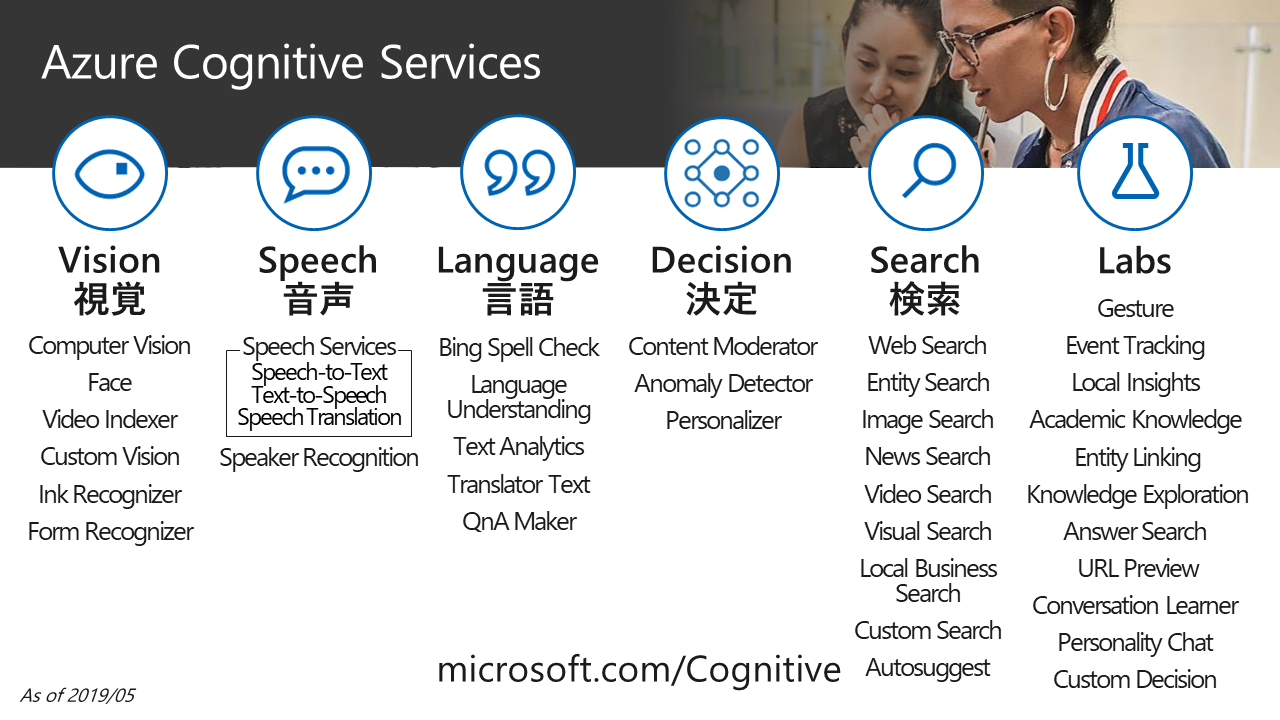 Azure Cognitive Services
Vision
視覚
Computer Vision
Face
Video Indexer
Custom Vision
Ink Recognizer
Form Recognizer
Speech
音声
Speech Services
Speech-to-Text
Text-to-Speech
Speech Translation
Speaker Recognition
Language
言語
Bing Spell Check
Language
Understanding
Text Analytics
Translator Text
QnA Maker
Decision
決定
Content Moderator
Anomaly Detector
Personalizer
Search
検索
Web Search
Entity Search
Image Search
News Search
Video Search
Visual Search
Local Business
Search
Custom Search
Autosuggest
Labs
Gesture
Event Tracking
Local Insights
Academic Knowledge
Entity Linking
Knowledge Exploration
Answer Search
URL Preview
Conversation Learner
Personality Chat
Custom Decision
microsoft.com/Cognitive
As of 2019/05